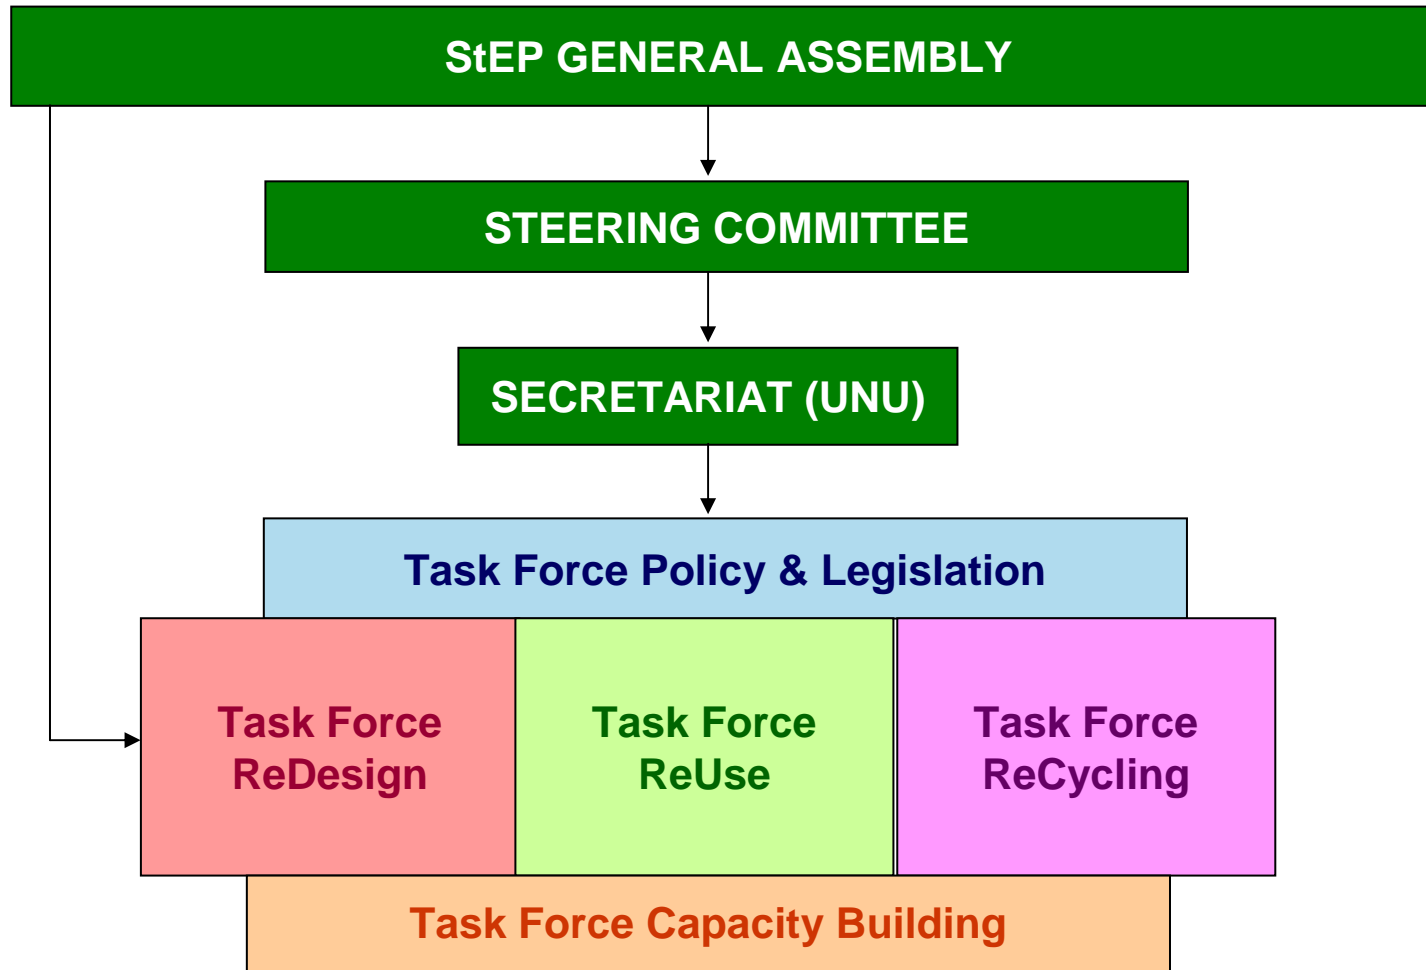 StEP GENERAL ASSEMBLY
STEERING COMMITTEE
SECRETARIAT (UNU)
Task Force Policy & Legislation
Task Force
ReDesign
Task Force
ReUse
Task Force
ReCycling
Task Force Capacity Building